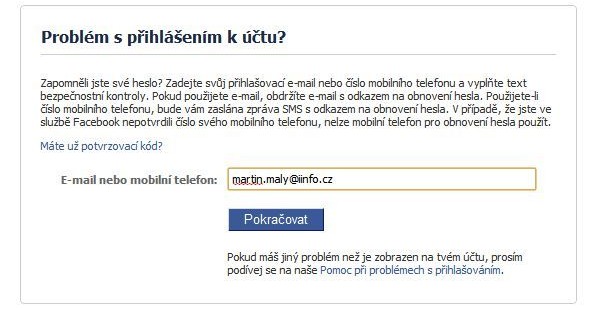 Problém s přihlášením k účtu?
Zapomněli jste své heslo? Zadejte svůj přihlašovací e-mail nebo číslo mobilního telefonu a vyplňte text
bezpečnostní kontroly. Pokud použijete e-mail, obdržíte e-mail s odkazem na obnovení hesla. Použijete-li
číslo mobilního telefonu, bude vám zaslána zpráva SMS s odkazem na obnovení hesla. V případě, že jste ve
službě Facebook nepotvrdili číslo svého mobilního telefonu, nelze mobilní telefon pro obnovení hesla použít.
Máte už potvrzovací kód?
E-mail nebo mobilní telefon: martin.maly@iinfo.cz
Pokračovat
Pokud máš jiný problém než je zobrazen na tvém účtu, prosím
podívej se na naše Pomoc při problémech s přihlašováním.